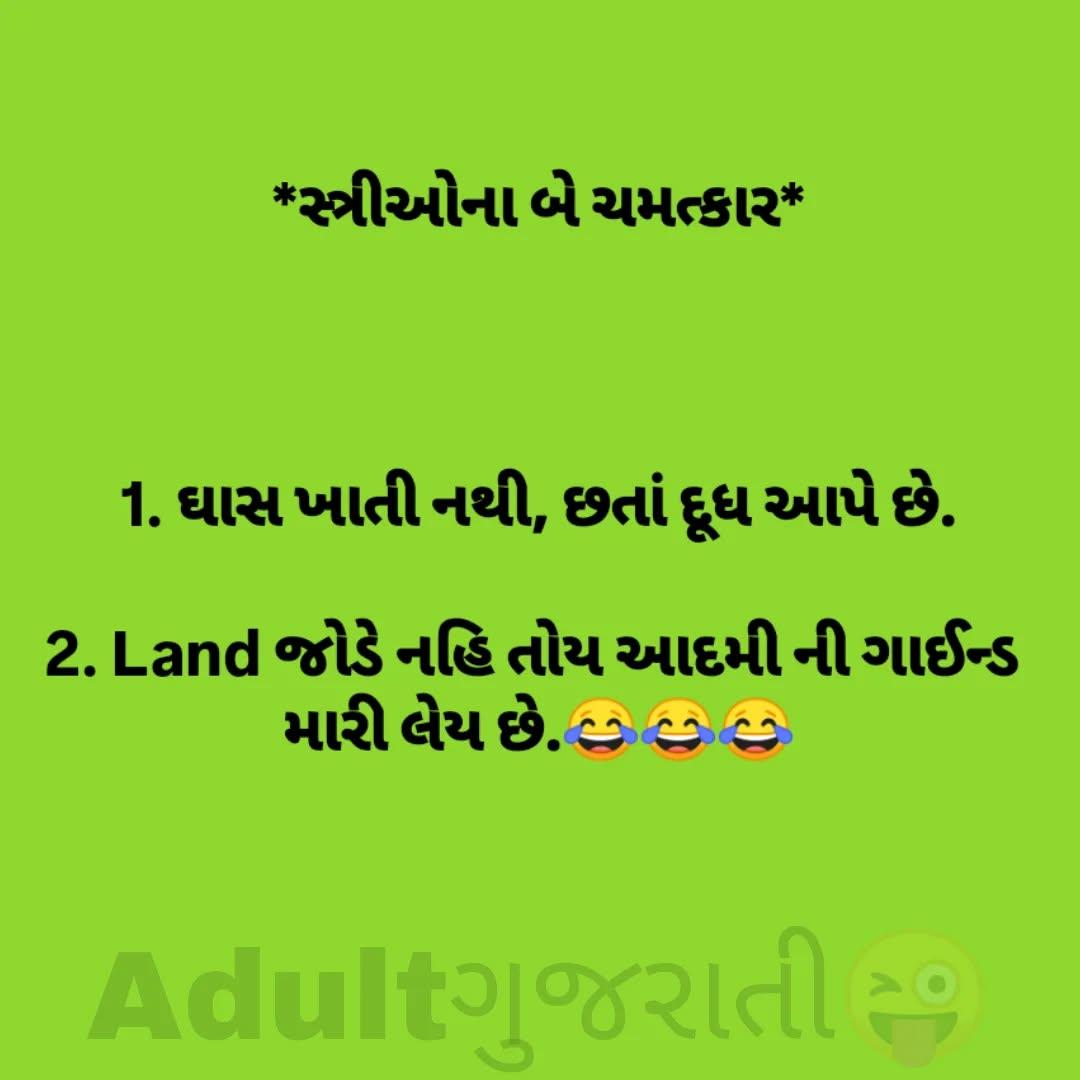 *સ્ત્રીઓના બે ચમત્કાર*
1. ઘાસ ખાતી નથી, છતાં દૂધ આપે છે.
2. Land જોડે નહિ તોય આદમી ની ગાઈન્ડ
મારી લેય છે.😂😂😂
Adultગુજરાતી😜